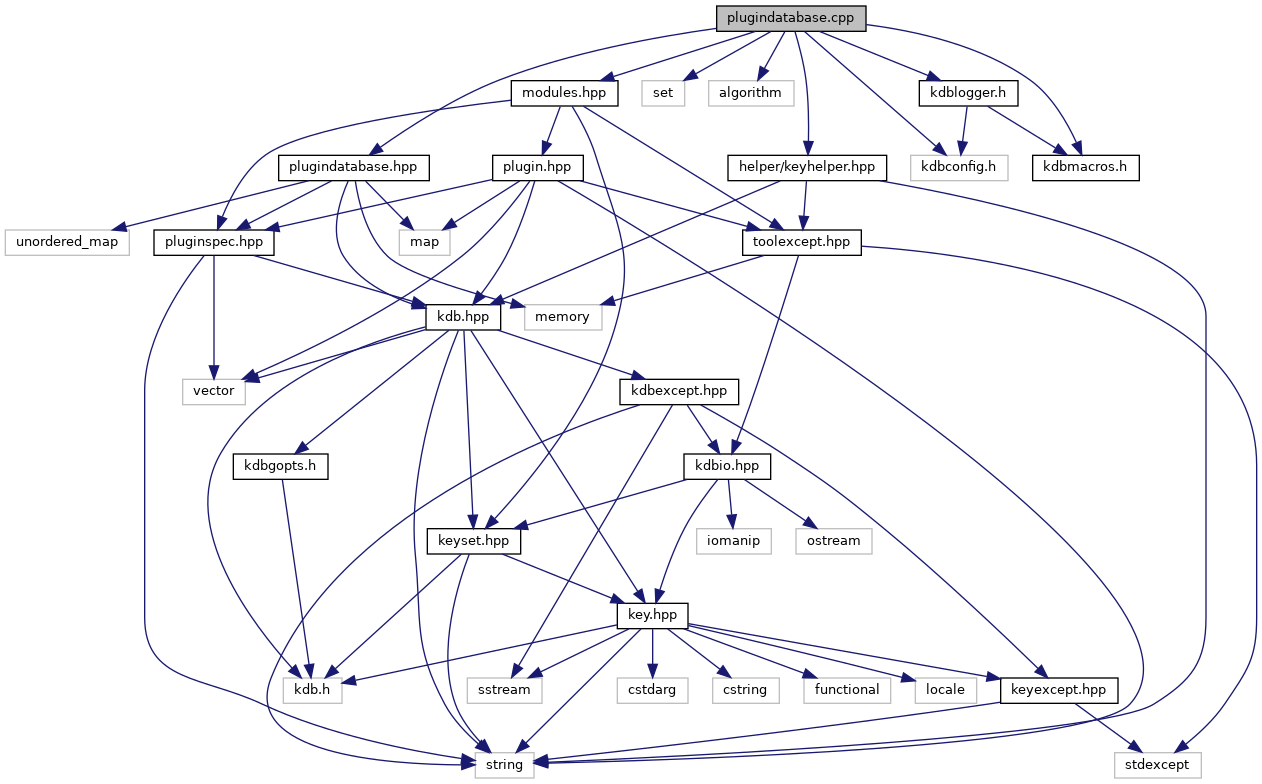 plugindatabase.cpp
modules.hpp
set
algorithm
kdblogger.h
plugindatabase.hpp
plugin.hpp
helper/keyhelper.hpp
kdbconfig.h
kdbmacros.h
unordered_map
pluginspec.hpp
map
toolexcept.hpp
kdb.hpp
memory
vector
kdbexcept.hpp
kdbgopts.h
kdbio.hpp
keyset.hpp
iomanip
ostream
key.hpp
kdb.h
sstream
cstdarg
cstring
functional
locale
keyexcept.hpp
string
stdexcept